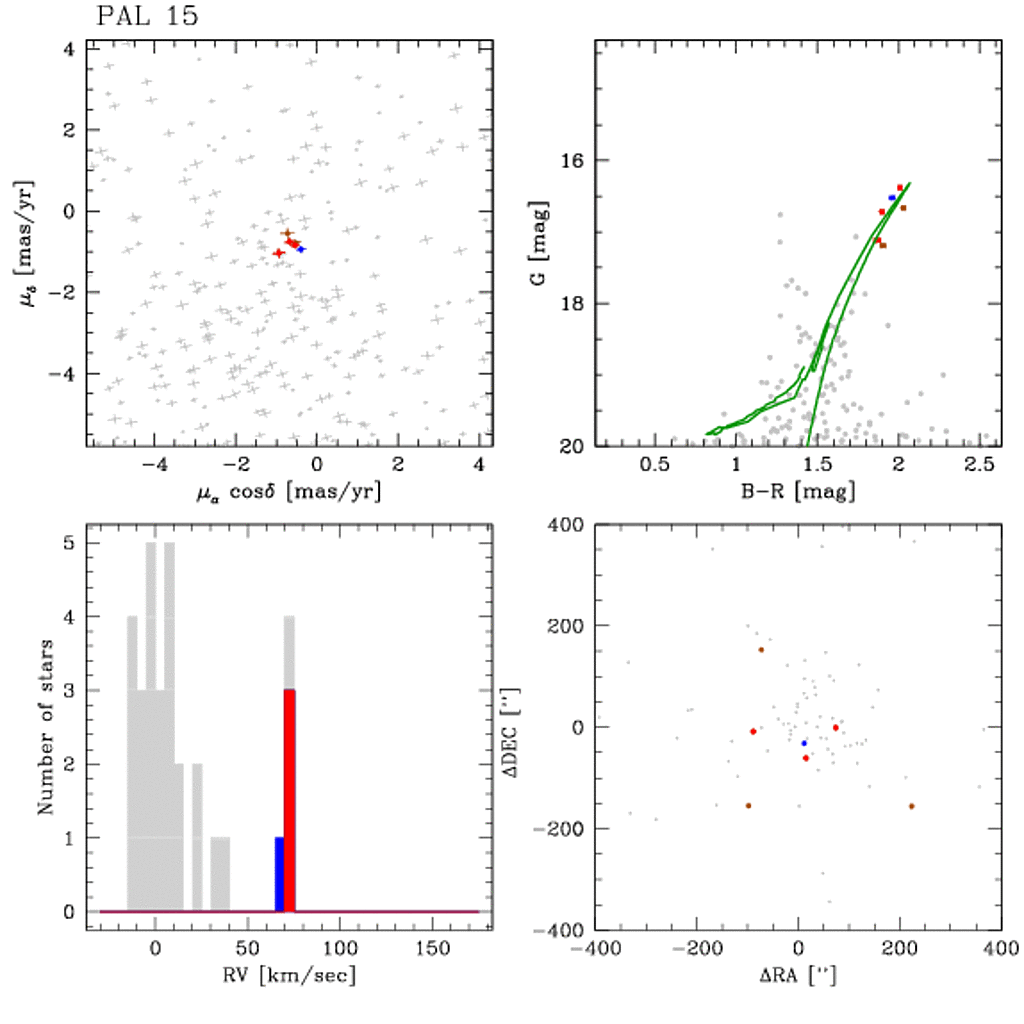 PAL 15
4
2
0
−2
−4
μδ [mas/yr]
−4 −2 0 2 4
μα cosδ [mas/yr]
16
18
20
G [mag]
0.5 1 1.5 2 2.5
B−R [mag]
5
4
3
2
1
0
Number of stars
0 50 100 150
RV [km/sec]
400
200
0
−200
−400
ΔDEC ["]
−400 −200 0 200 400
ΔRA ["]